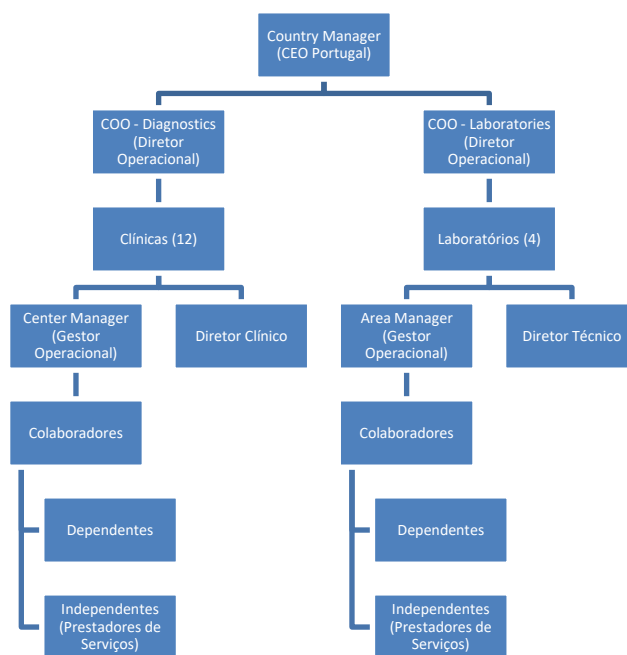 Country Manager
(CEO Portugal)
COO - Diagnostics
(Diretor
Operacional)
COO - Laboratories
(Diretor
Operacional)
Clínicas (12)
Laboratórios (4)
Center Manager
(Gestor
Operacional)
Diretor Clínico
Area Manager
(Gestor
Operacional)
Diretor Técnico
Colaboradores
Colaboradores
Dependentes
Dependentes
Independentes
(Prestadores de
Serviços)
Independentes
(Prestadores de
Serviços)